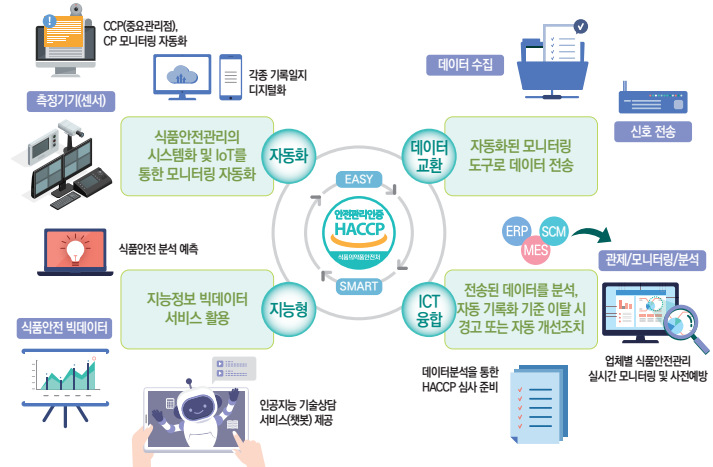 CCP(중요관리점),
CP 모니터링 자동화
각종 기록일지
디지털화
측정기기(센서)
식품안전관리의
시스템화 및 IoT를
통한 모니터링 자동화
자동화
데이터 수집
신호 전송
데이터
교환
자동화된 모니터링
도구로 데이터 전송
EASY
안전관리인증
HACCP
식품의약품안전처
SMART
식품안전 분석 예측
지능정보 빅데이터
서비스 활용
지능형
식품안전 빅데이터
인공지능 기술상담
서비스(챗봇) 제공
ERP
SCM
MES
관제/모니터링/분석
ICT
융합
전송된 데이터를 분석,
자동 기록화 기준 이탈 시
경고 또는 자동 개선조치
업체별 식품안전관리
실시간 모니터링 및 사전예방
데이터분석을 통한
HACCP 심사 준비